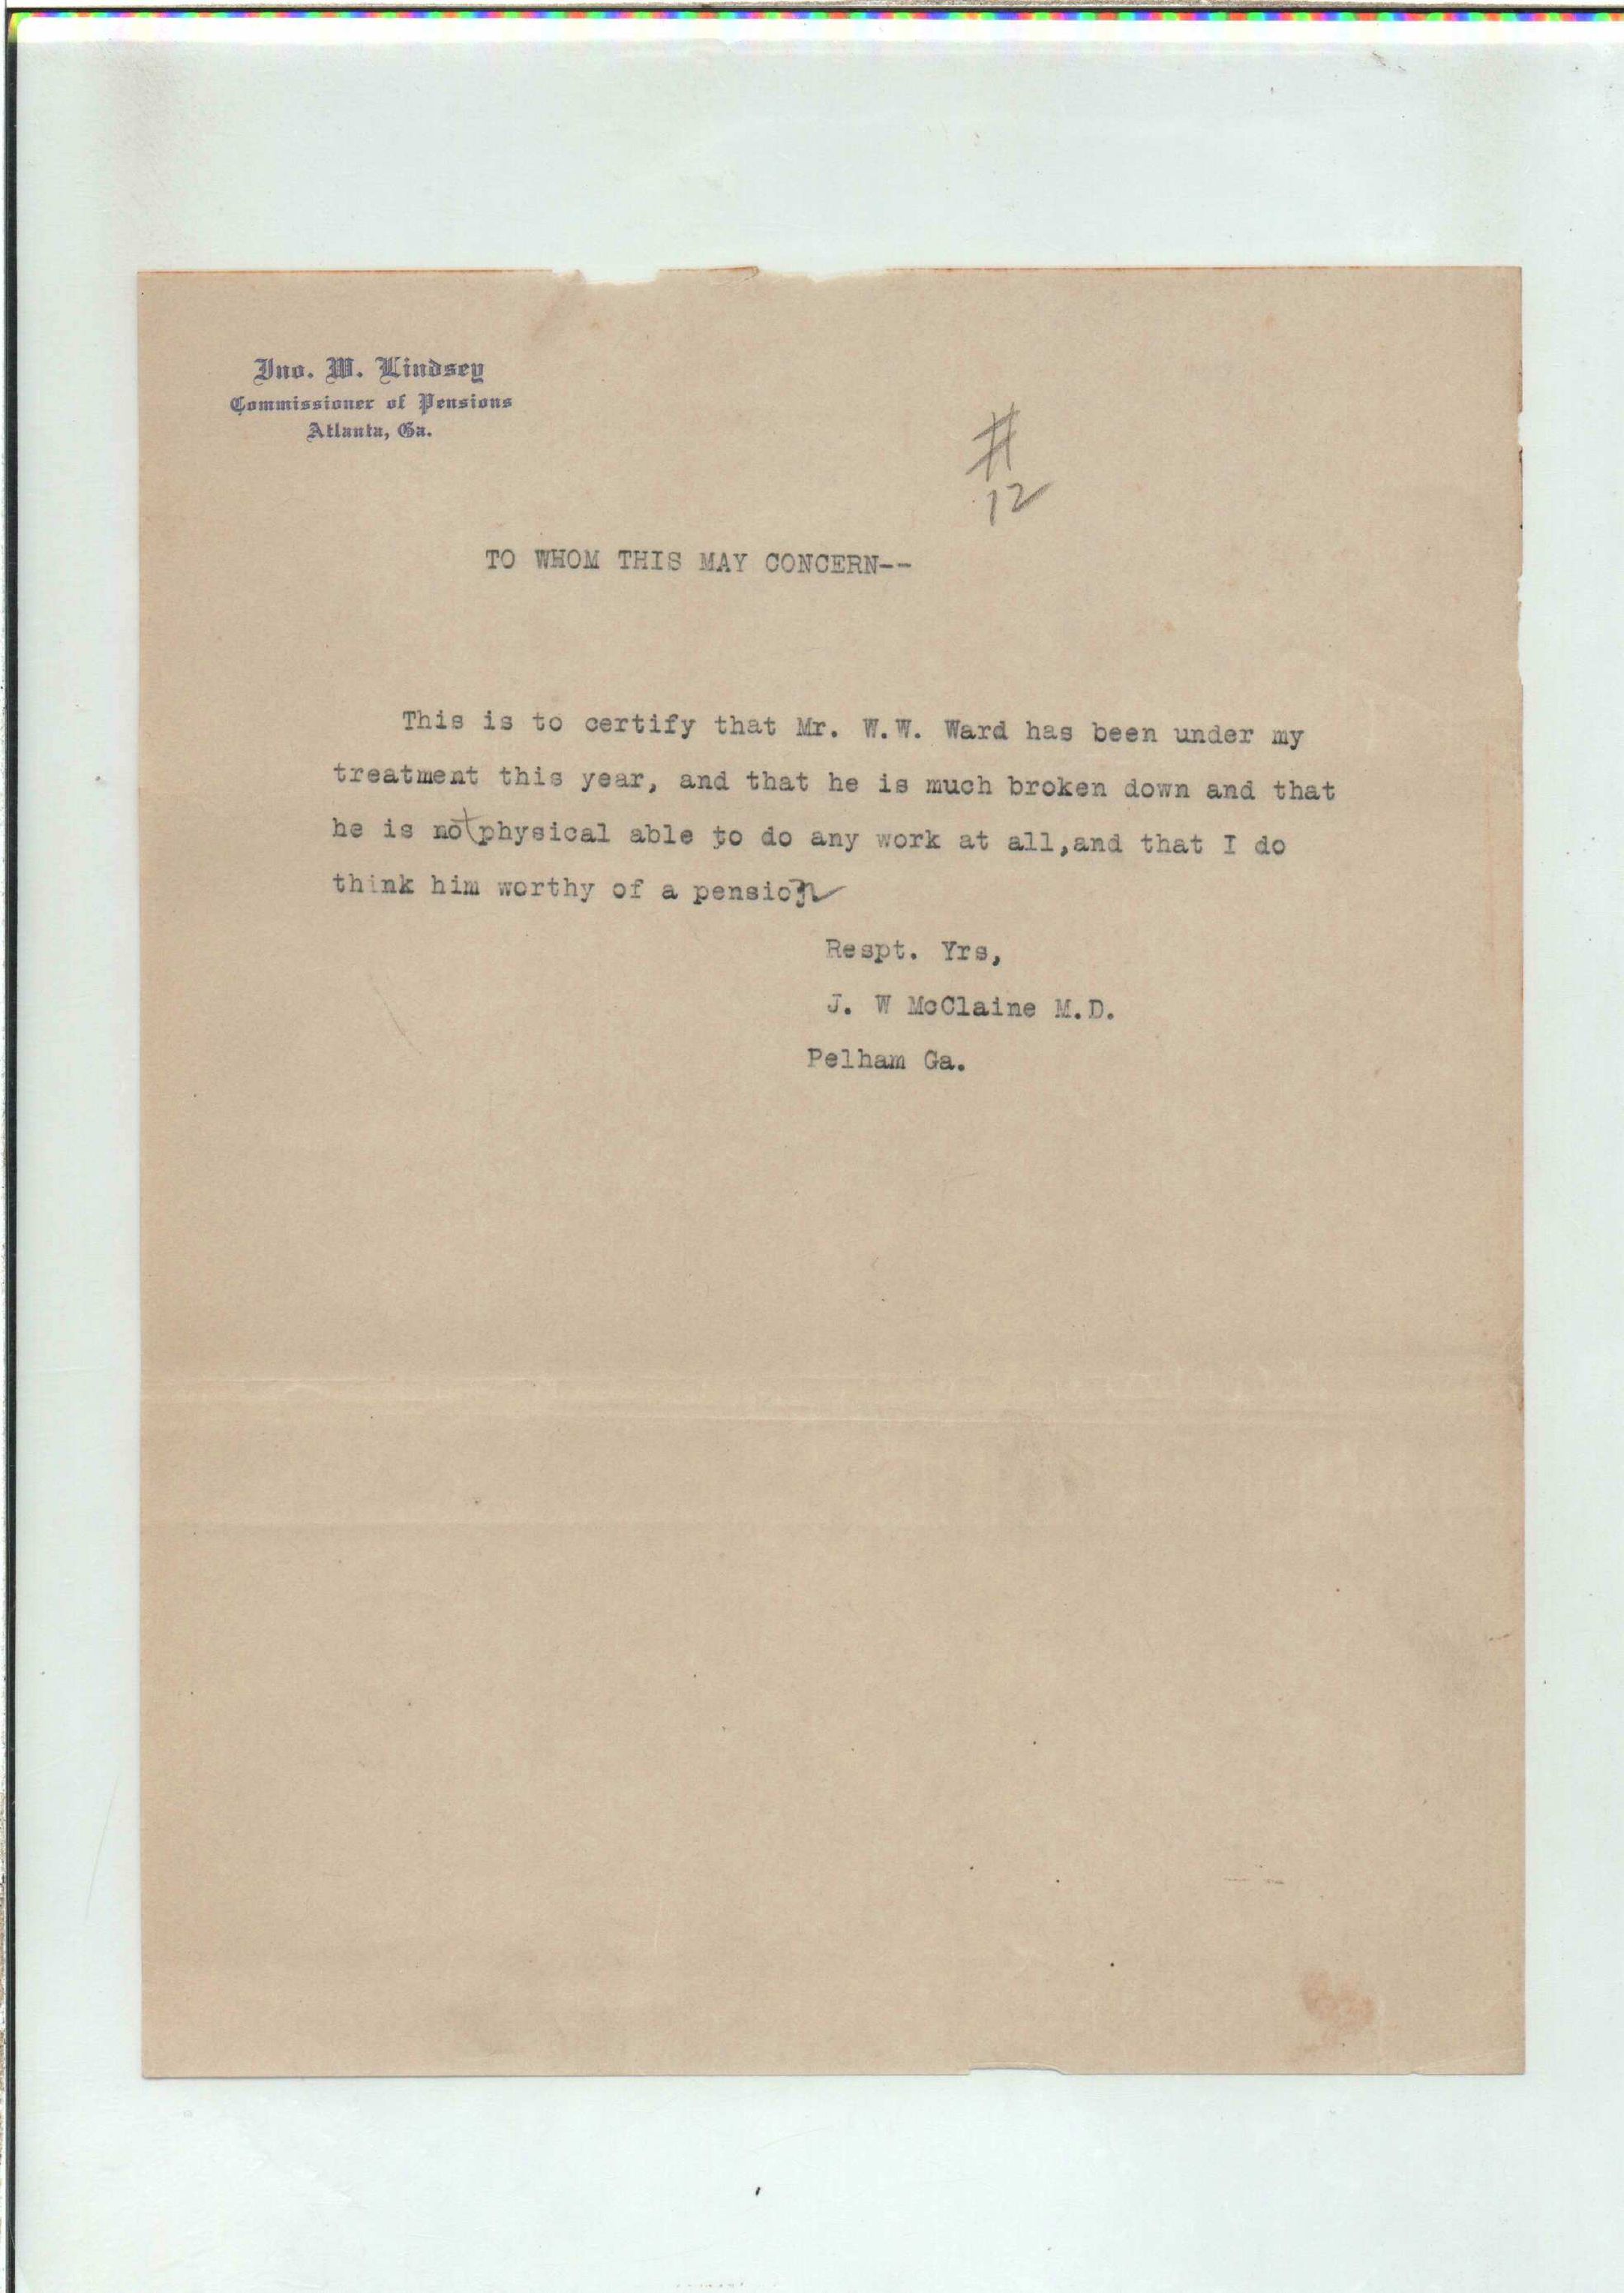 Jno. W. Lindsey
Commissioner of Pensions
Atlanta, Ga.
#
12
TO WHOM THIS MAY CONCERN--
This is to certify that Mr. W.W. Ward has been under my
treatment this year, and that he is much broken down and that
he is not physical able to do any work at all,and that I do
think him worthy of a pension
Respt. Yrs,
J. W McClaine M.D.
Pelham Ga.